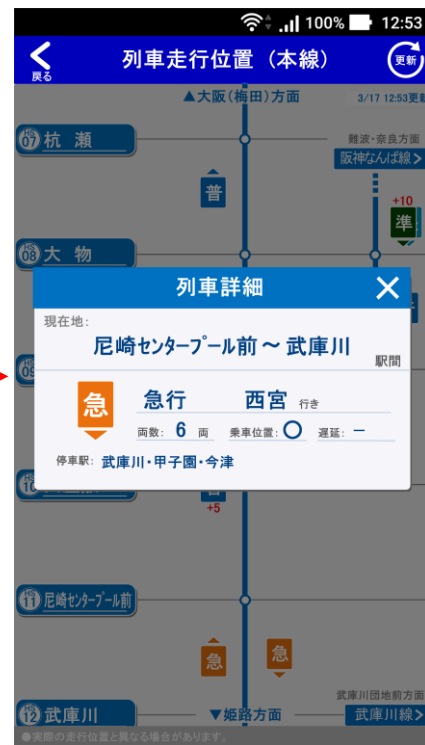 100% 12:53
戻る
列車走行位置（本線）
更新
▲大阪(梅田)方面
3/17 12:53更新
HS 07 杭瀬
難波・奈良方面
阪神なんば線>
普
+10
準
HS 08 大物
列車詳細
現在地:
尼崎センタープール前～武庫川
駅間
急
急行 西宮 行き
両数: 6 両 乗車位置: 〇 遅延: －
停車駅: 武庫川・甲子園・今津
+5
HS 11 尼崎センタープール前
急
急
武庫川団地前方面
HS 12 武庫川
▼姫路方面
武庫川線>
●実際の走行位置と異なる場合があります。